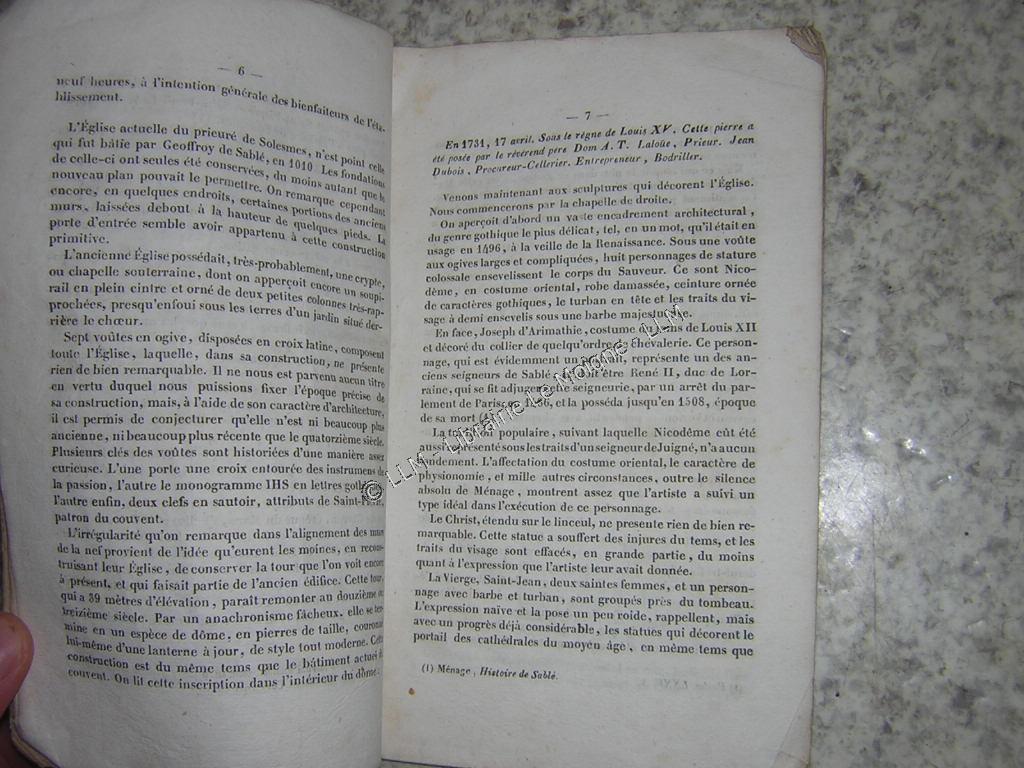 — 6 —
neuf heures, à l'intention générale des bienfaiteurs de l'éta-
blissement.
L'Église actuelle du prieuré de Solesmes, n'est point celle
qui fut bâtie par Geoffroy de Sablé, en 1010 Les fondations
de celle-ci ont seules été conservées, du moins autant que le
nouveau plan pouvait le permettre. On remarque cependant
encore, en quelques endroits, certaines portions des anciens
murs, laissées debout à la hauteur de quelques pieds. La
porte d'entrée semble avoir appartenu à cette construction
primitive.
L'ancienne Église possédait, très-probablement, une crypte,
ou chapelle souterraine, dont on apperçoit encore un soupi-
rail en plein cintre et orné de deux petites colonnes très-rap-
prochées, presqu'enfoui sous les terres d'un jardin situé der-
rière le chœur.
Sept voûtes en ogive, disposées en croix latine, composent
toute l'Église, laquelle, dans sa construction, ne présente
rien de bien remarquable. Il ne nous est parvenu aucun titre
en vertu duquel nous puissions fixer l'époque précise de
sa construction, mais, à l'aide de son caractère d'architecture,
il est permis de conjecturer qu'elle n'est ni beaucoup plus
ancienne, ni beaucoup plus récente que le quatorzième siècle.
Plusieurs clés des voûtes sont historiées d'une manière assez
curieuse. L'une porte une croix entourée des instrumens de
la passion, l'autre le monogramme IHS en lettres gothiques,
l'autre enfin, deux clefs en sautoir, attributs de Saint-Pierre,
patron du couvent.
L'irrégularité qu'on remarque dans l'alignement des murs
de la nef provient de l'idée qu'eurent les moines, en recons-
truisant leur Église, de conserver la tour que l'on voit encore
à présent, et qui faisait partie de l'ancien édifice. Cette tour,
qui a 39 mètres d'élévation, paraît remonter au douzième ou
treizième siècle. Par un anachronisme fâcheux, elle se ter-
mine en un espèce de dôme, en pierres de taille, couronné
lui-même d'une lanterne à jour, de style tout moderne. Cette
construction est du même tems que le bâtiment actuel du
couvent. On lit cette inscription dans l'intérieur du dôme:
— 7 —
En 1731, 17 avril. Sous le règne de Louis XV. Cette pierre a
été posée par le révérend père Dom A. T. Laloüe, Prieur. Jean
Dubois, Procureur-Cellerier. Entrepreneur, Bodriller.
Venons maintenant aux sculptures qui décorent l'Église.
Nous commencerons par la chapelle de droite.
On aperçoit d'abord un vaste encadrement architectural,
du genre gothique le plus délicat, tel, en un mot, qu'il était en
usage en 1496, à la veille de la Renaissance. Sous une voûte
aux ogives larges et compliquées, huit personnages de stature
colossale ensevelissent le corps du Sauveur. Ce sont Nico-
dème, en costume oriental, robe damassée, ceinture ornée
de caractères gothiques, le turban en tête et les traits du vi-
sage à demi ensevelis sous une barbe majestueuse.
En face, Joseph d'Arimathie, costume du tems de Louis XII
et décoré du collier de quelqu'ordre de chevalerie. Ce person-
nage, qui est évidemment un portrait, représente un des an-
ciens seigneurs de Sablé, soit être René II, duc de Lor-
raine, qui se fit adjuger cette seigneurie, par un arrêt du par-
lement de Paris, en 1486, et la posséda jusqu'en 1508, époque
de sa mort (1).
La tradition populaire, suivant laquelle Nicodême eût été
aussi représenté sous les traits d'un seigneur de Juigné, n'a aucun
fondement. L'affectation du costume oriental, le caractère de
physionomie, et mille autres circonstances, outre le silence
absolu de Ménage, montrent assez que l'artiste a suivi un
type idéal dans l'exécution de ce personnage.
Le Christ, étendu sur le linceul, ne présente rien de bien re-
marquable. Cette statue a souffert des injures du tems, et les
traits du visage sont effacés, en grande partie, du moins
quant à l'expression que l'artiste leur avait donnée.
La Vierge, Saint-Jean, deux saintes femmes, et un person-
nage avec barbe et turban, sont groupés près du tombeau.
L'expression naïve et la pose un peu roide, rappellent, mais
avec un progrès déjà considérable, les statues qui décorent le
portail des cathédrales du moyen âge, en même tems que
(1) Ménage, Histoire de Sablé.
© LLM - Librairie Le Moigne - LLM